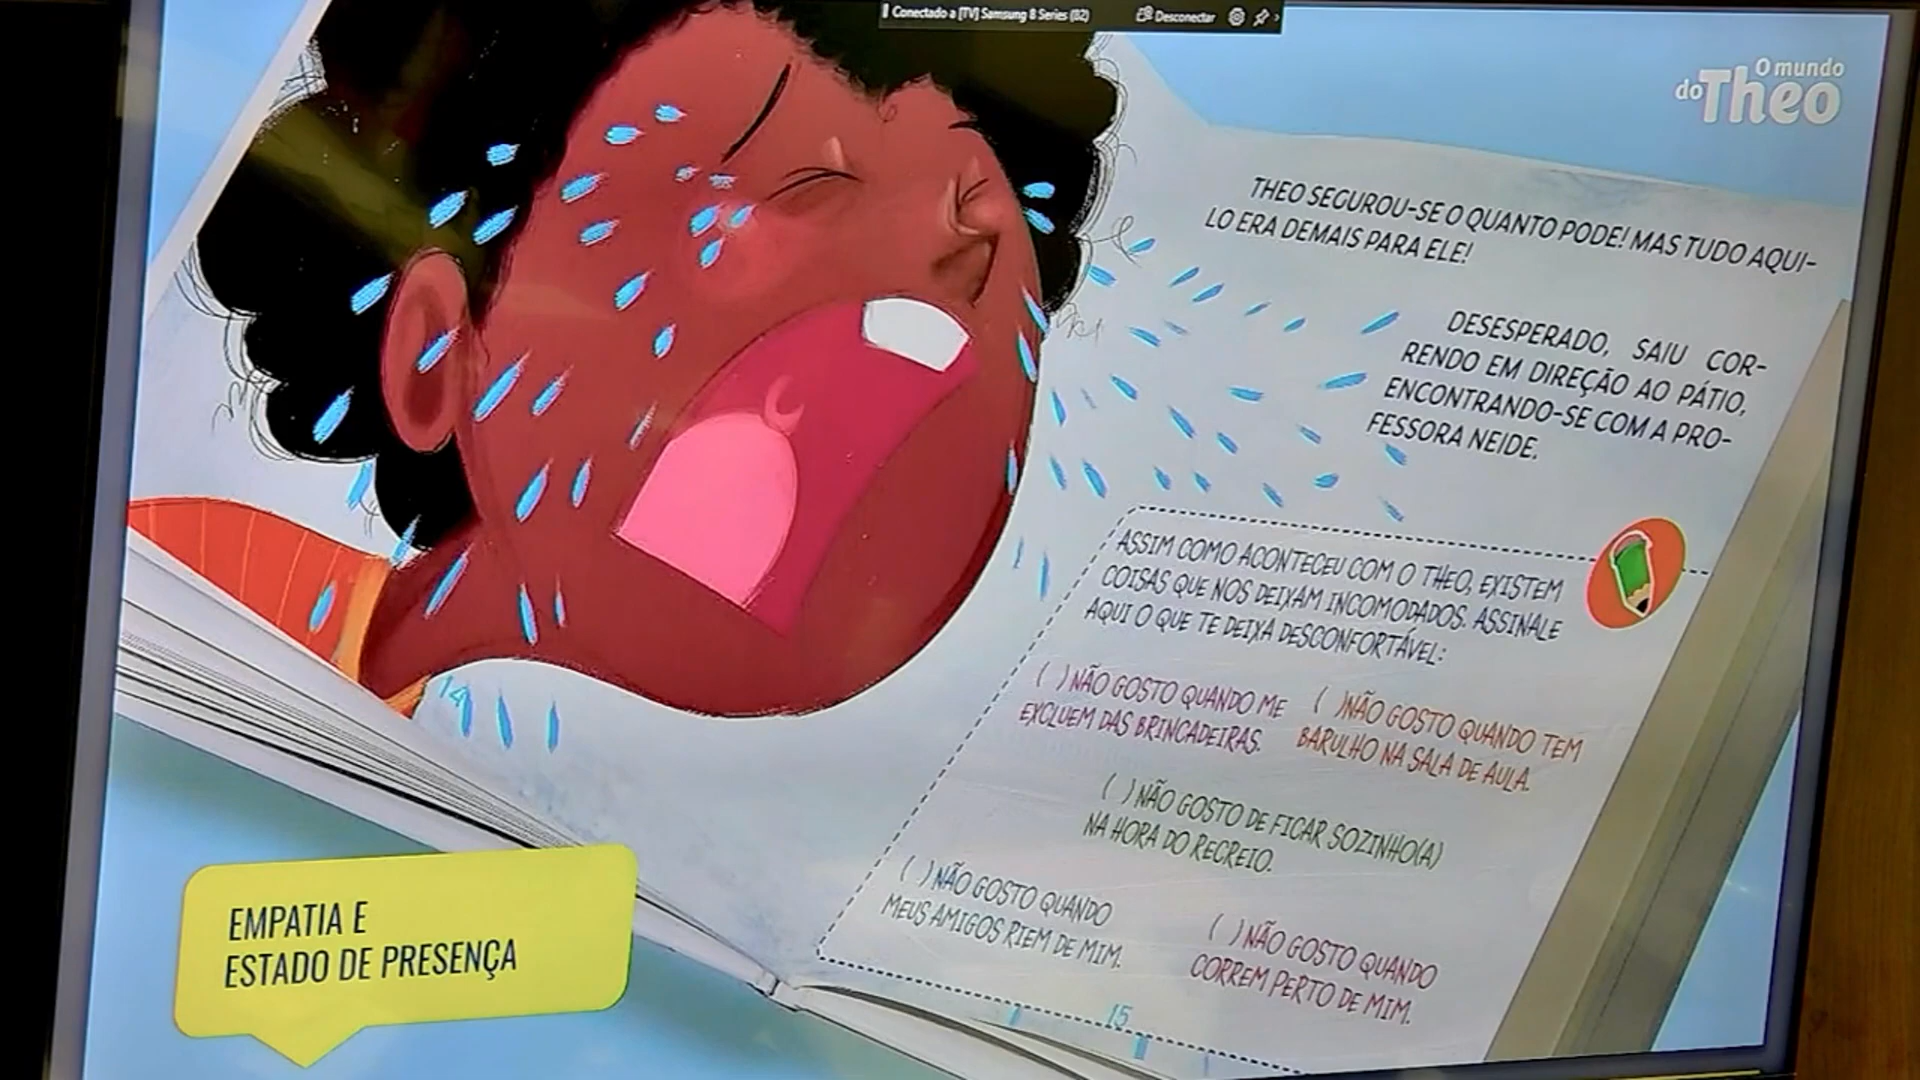 Conectado a [TV] Samsung 8 Series (82)
Desconectar
O mundo
do Theo
THEO SEGUROU-SE O QUANTO PODE! MAS TUDO AQUI-
LO ERA DEMAIS PARA ELE!
DESESPERADO, SAIU COR-
RENDO EM DIREÇÃO AO PÁTIO,
ENCONTRANDO-SE COM A PRO-
FESSORA NEIDE.
ASSIM COMO ACONTECEU COM O THEO, EXISTEM
COISAS QUE NOS DEIXAM INCOMODADOS. ASSINALE
AQUI O QUE TE DEIXA DESCONFORTÁVEL:
( ) NÃO GOSTO QUANDO ME
EXCLUEM DAS BRINCADEIRAS.
( )NÃO GOSTO QUANDO TEM
BARULHO NA SALA DE AULA.
( ) NÃO GOSTO DE FICAR SOZINHO(A)
NA HORA DO RECREIO.
( ) NÃO GOSTO QUANDO
MEUS AMIGOS RIEM DE MIM.
( ) NÃO GOSTO QUANDO
CORREM PERTO DE MIM.
14
15
EMPATIA E
ESTADO DE PRESENÇA